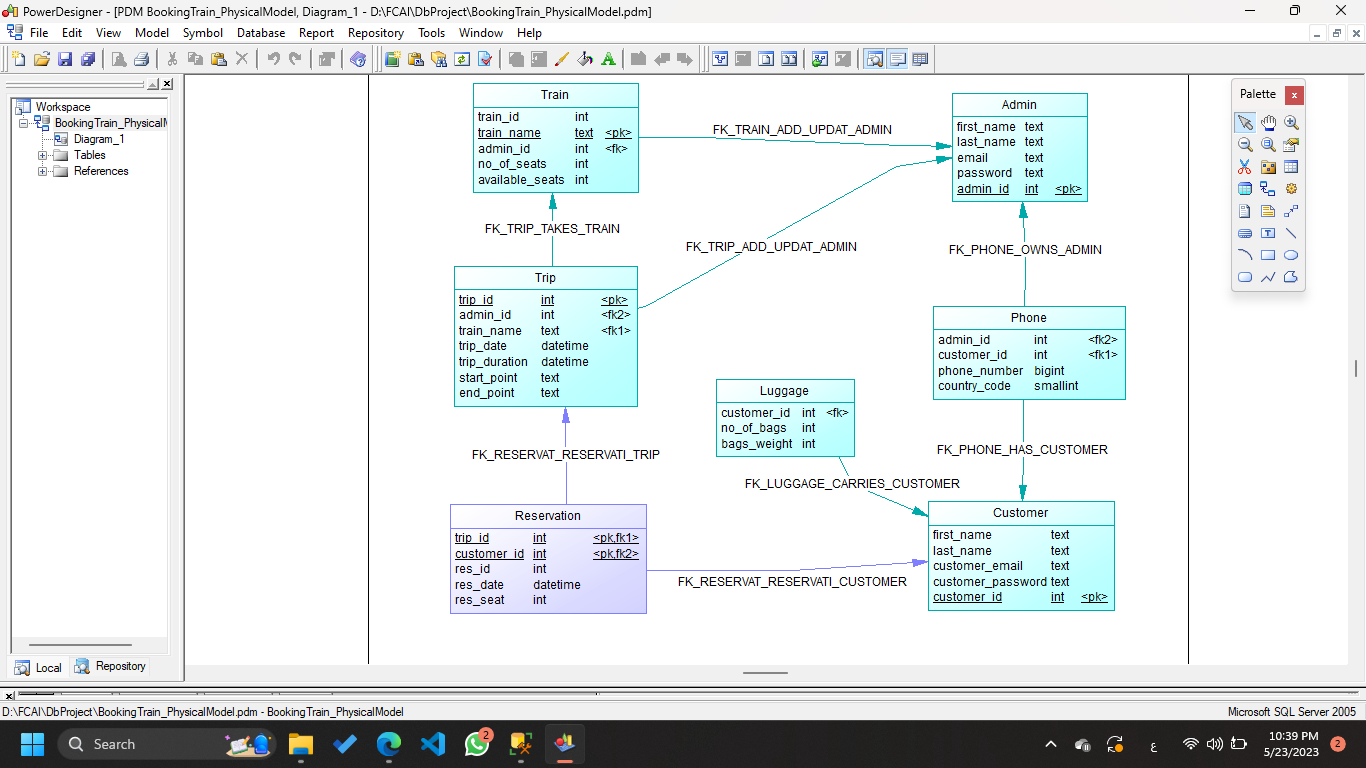 PowerDesigner - [PDM BookingTrain_PhysicalModel, Diagram_1 - D:\FCAI\DbProject\BookingTrain_PhysicalModel.pdm]
File Edit View Model Symbol Database Report Repository Tools Window Help
Workspace
BookingTrain_PhysicalM
Diagram_1
Tables
References
Local Repository
Train
train_id int
train_name text <pk>
admin_id int <fk>
no_of_seats int
available_seats int
FK_TRAIN_ADD_UPDAT_ADMIN
Admin
first_name text
last_name text
email text
password text
admin_id int <pk>
Palette
FK_TRIP_TAKES_TRAIN
FK_TRIP_ADD_UPDAT_ADMIN
FK_PHONE_OWNS_ADMIN
Trip
trip_id int <pk>
admin_id int <fk2>
train_name text <fk1>
trip_date datetime
trip_duration datetime
start_point text
end_point text
Phone
admin_id int <fk2>
customer_id int <fk1>
phone_number bigint
country_code smallint
Luggage
customer_id int <fk>
no_of_bags int
bags_weight int
FK_RESERVAT_RESERVATI_TRIP
FK_PHONE_HAS_CUSTOMER
FK_LUGGAGE_CARRIES_CUSTOMER
Reservation
trip_id int <pk,fk1>
customer_id int <pk,fk2>
res_id int
res_date datetime
res_seat int
FK_RESERVAT_RESERVATI_CUSTOMER
Customer
first_name text
last_name text
customer_email text
customer_password text
customer_id int <pk>
D:\FCAI\DbProject\BookingTrain_PhysicalModel.pdm - BookingTrain_PhysicalModel
Microsoft SQL Server 2005
Search
2
ع
10:39 PM
5/23/2023
2